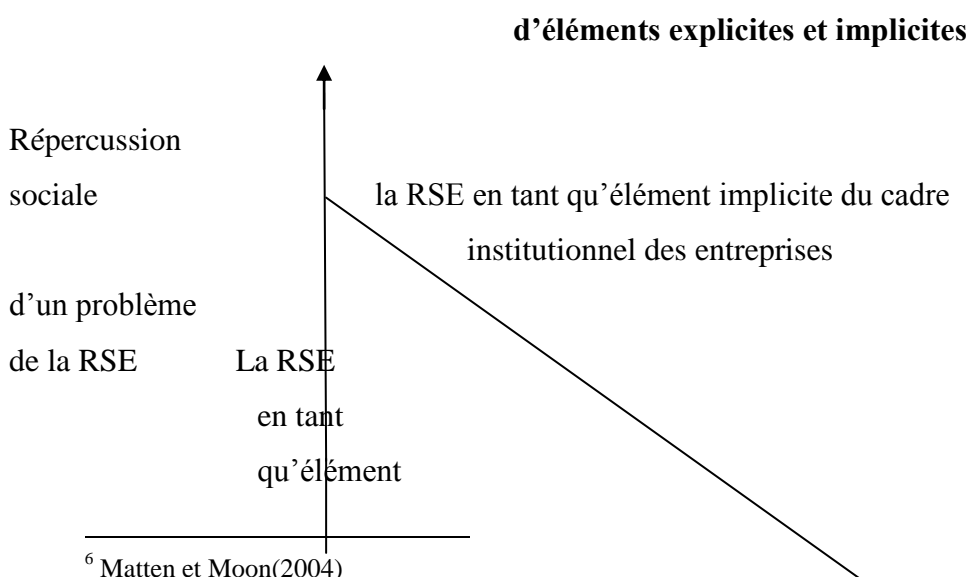 d’éléments explicites et implicites
Répercussion
sociale la RSE en tant qu’élément implicite du cadre
institutionnel des entreprises
d’un problème
de la RSE La RSE
en tant
qu’élément
6 Matten et Moon(2004)